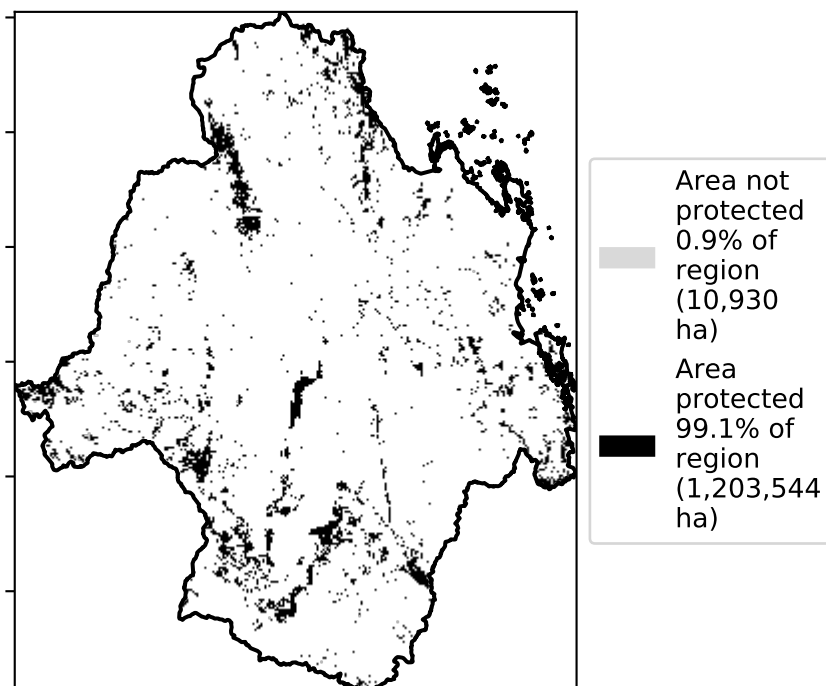 Area not
protected
0.9% of
region
(10,930
ha)
Area
protected
99.1% of
region
(1,203,544
ha)